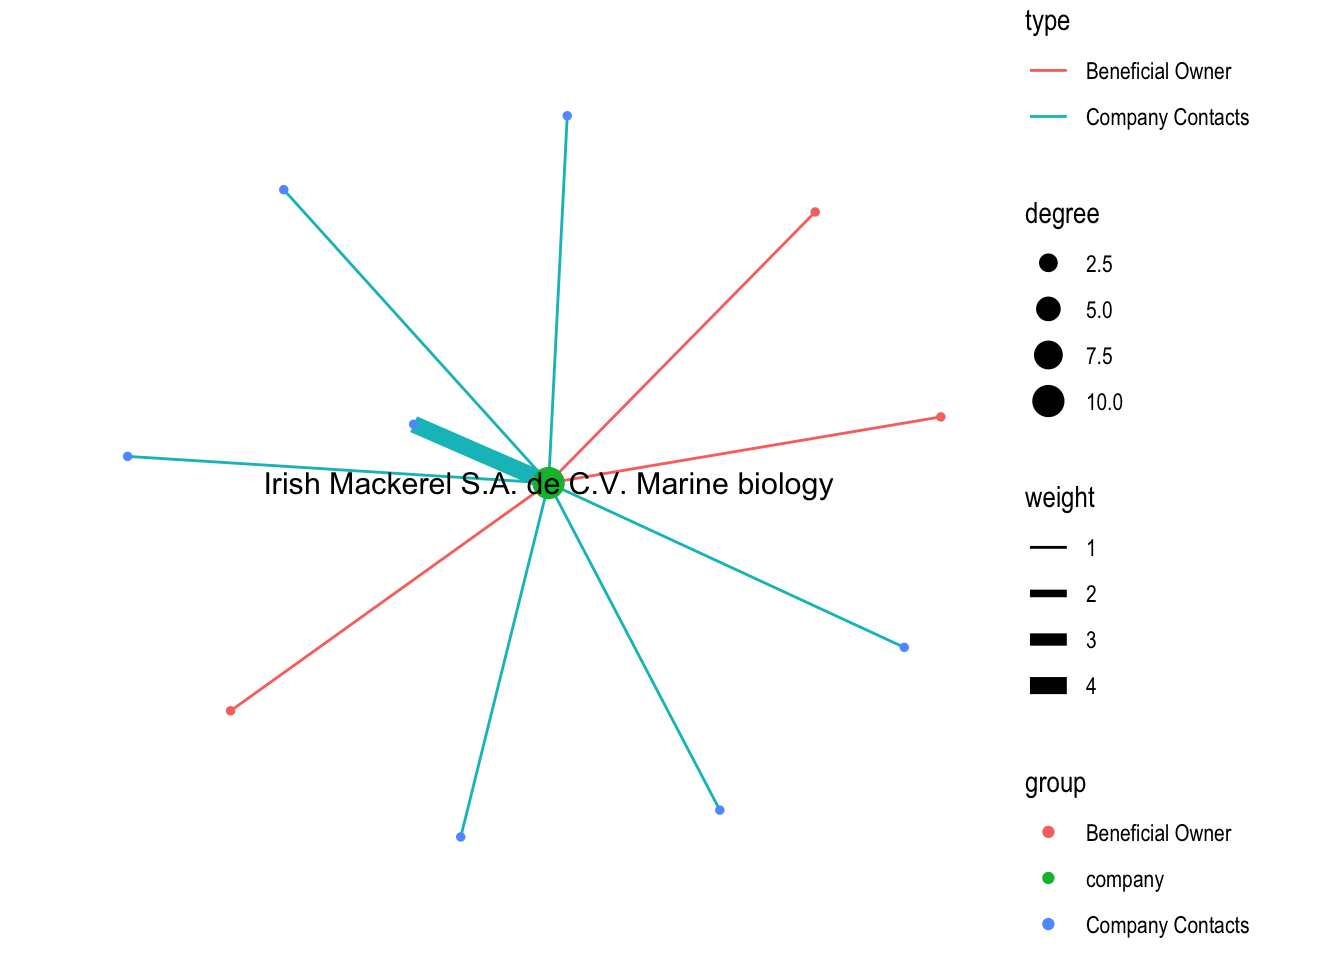 Irish Mackerel S.A. de C.V. Marine biology
type
Beneficial Owner
Company Contacts
degree
2.5
5.0
7.5
10.0
weight
1
2
3
4
group
Beneficial Owner
company
Company Contacts